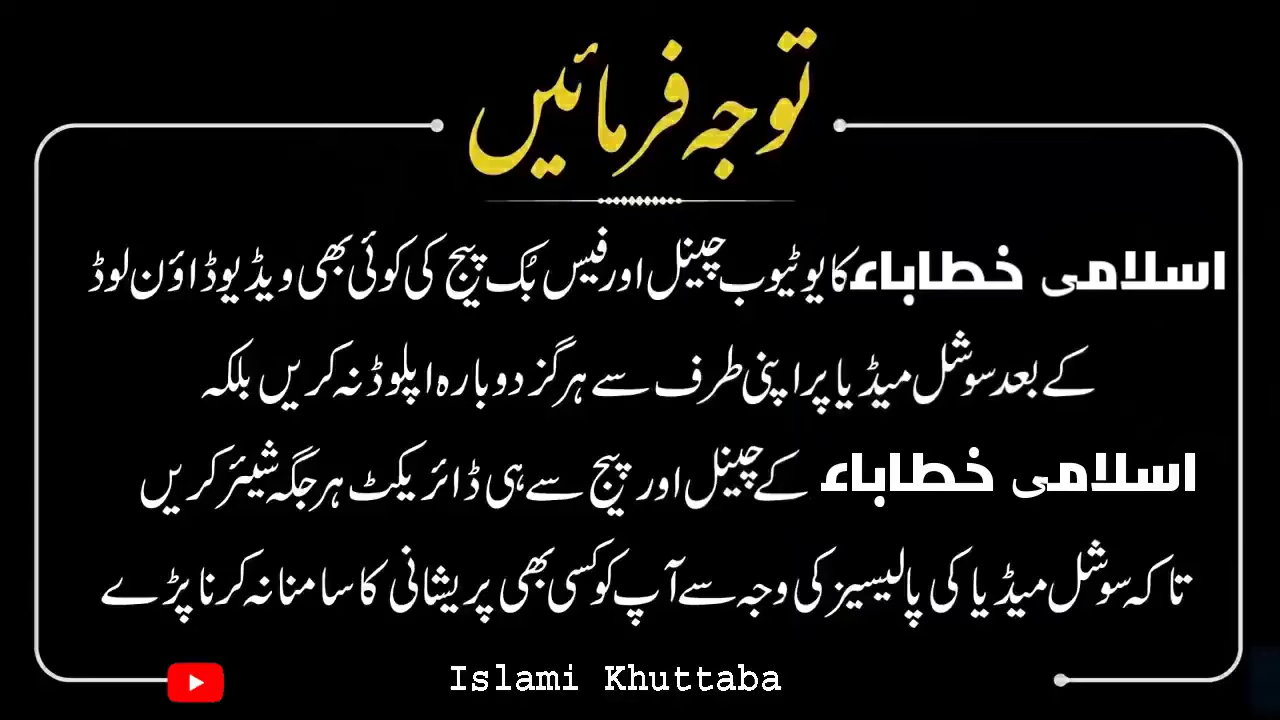 توجہ فرمائیں
اسلامی خطاباء کا یوٹیوب چینل اور فیس بُک پیج کی کوئی بھی ویڈیو ڈاؤن لوڈ
کے بعد سوشل میڈیا پر اپنی طرف سے ہرگز دوبارہ اپلوڈ نہ کریں بلکہ
اسلامی خطاباء کے چینل اور پیج سے ہی ڈائریکٹ ہر جگہ شیئر کریں
تاکہ سوشل میڈیا کی پالیسیز کی وجہ سے آپ کو کسی بھی پریشانی کا سامنا نہ کرنا پڑے
Islami Khuttaba